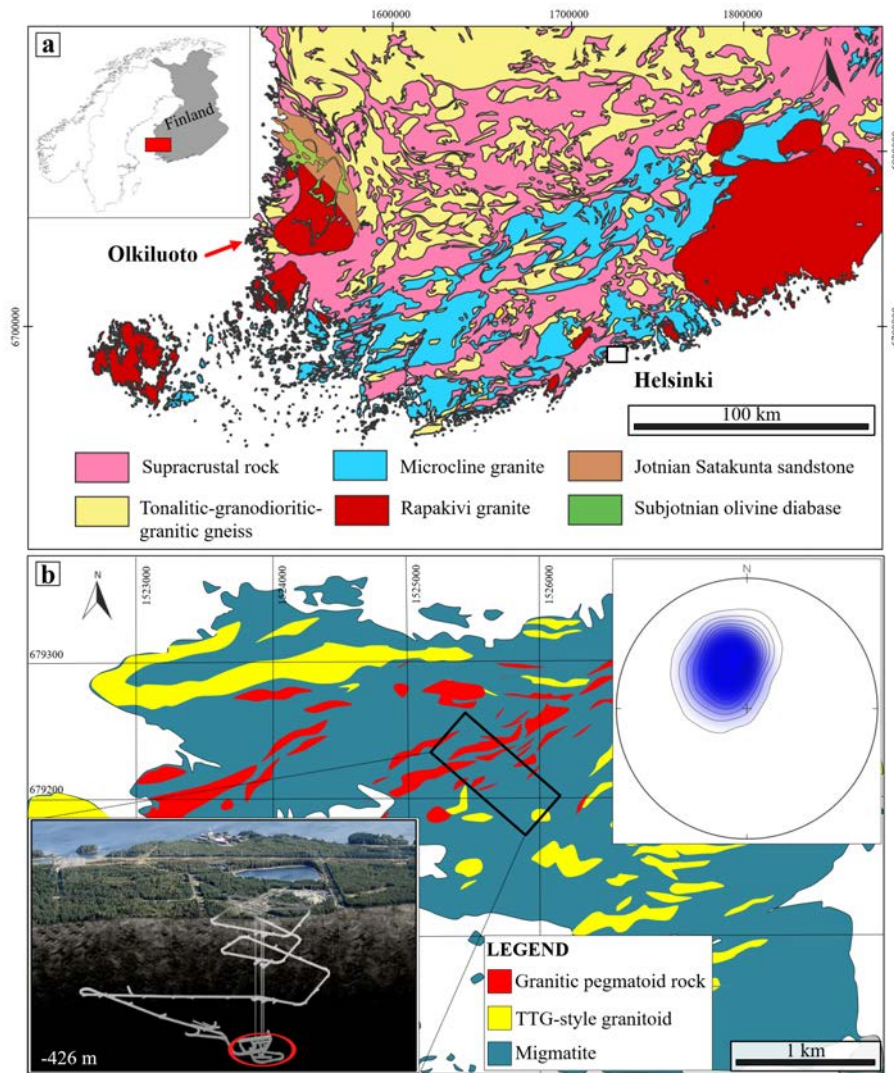 a
Finland
1600000
1700000
1800000
N
Olkiluoto
6700000
Helsinki
100 km
Supracrustal rock
Microcline granite
Jotnian Satakunta sandstone
Tonalitic-granodioritic-
granitic gneiss
Rapakivi granite
Subjotnian olivine diabase
b
N
1523000
1524000
1525000
1526000
N
679300
679200
-426 m
LEGEND
Granitic pegmatoid rock
TTG-style granitoid
Migmatite
1 km